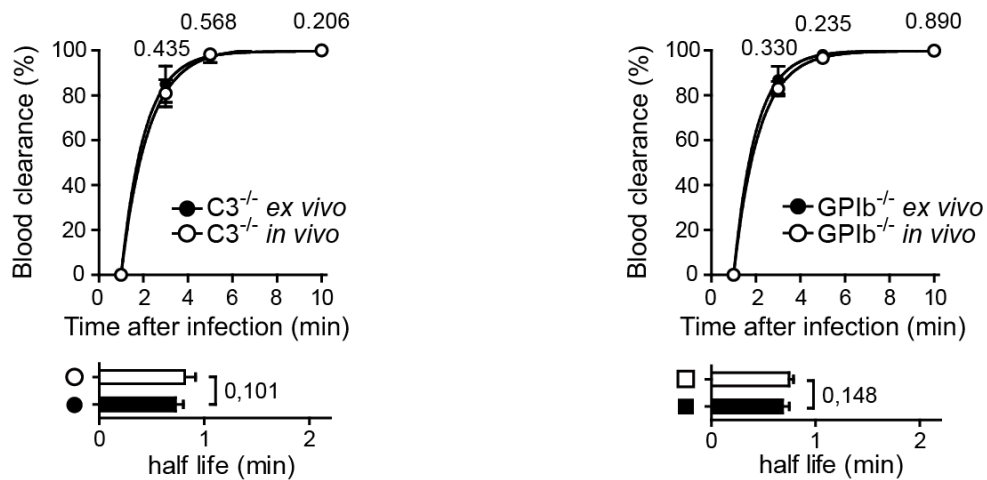 0.568
0.206
0.435
100
80
60
40
20
0
Blood clearance (%)
C3-/- ex vivo
C3-/- in vivo
0 2 4 6 8 10
Time after infection (min)
0,101
0 1 2
half life (min)
0.235
0.890
0.330
100
80
60
40
20
0
Blood clearance (%)
GPIb-/- ex vivo
GPIb-/- in vivo
0 2 4 6 8 10
Time after infection (min)
0,148
0 1 2
half life (min)